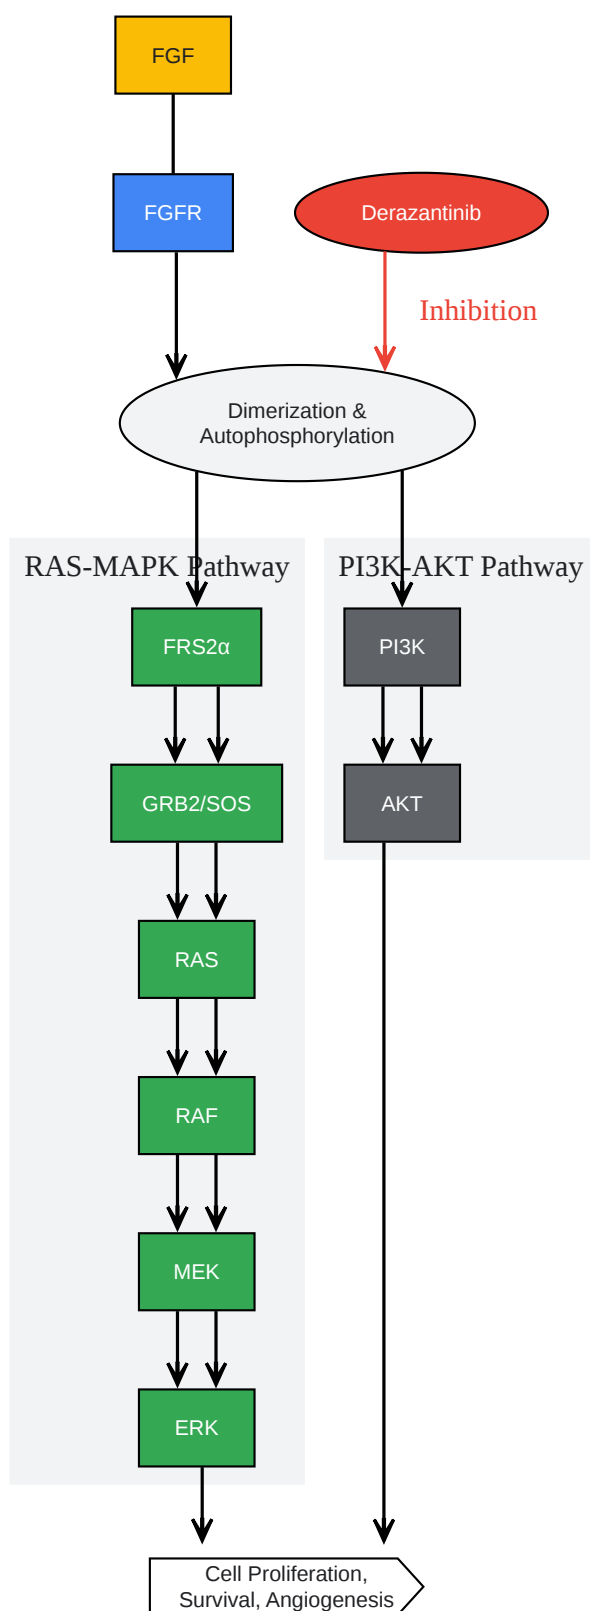 FGF
FGFR
Derazantinib
Inhibition
Dimerization &
Autophosphorylation
RAS-MAPK Pathway
PI3K-AKT Pathway
FRS2α
PI3K
GRB2/SOS
AKT
RAS
RAF
MEK
ERK
Cell Proliferation,
Survival, Angiogenesis